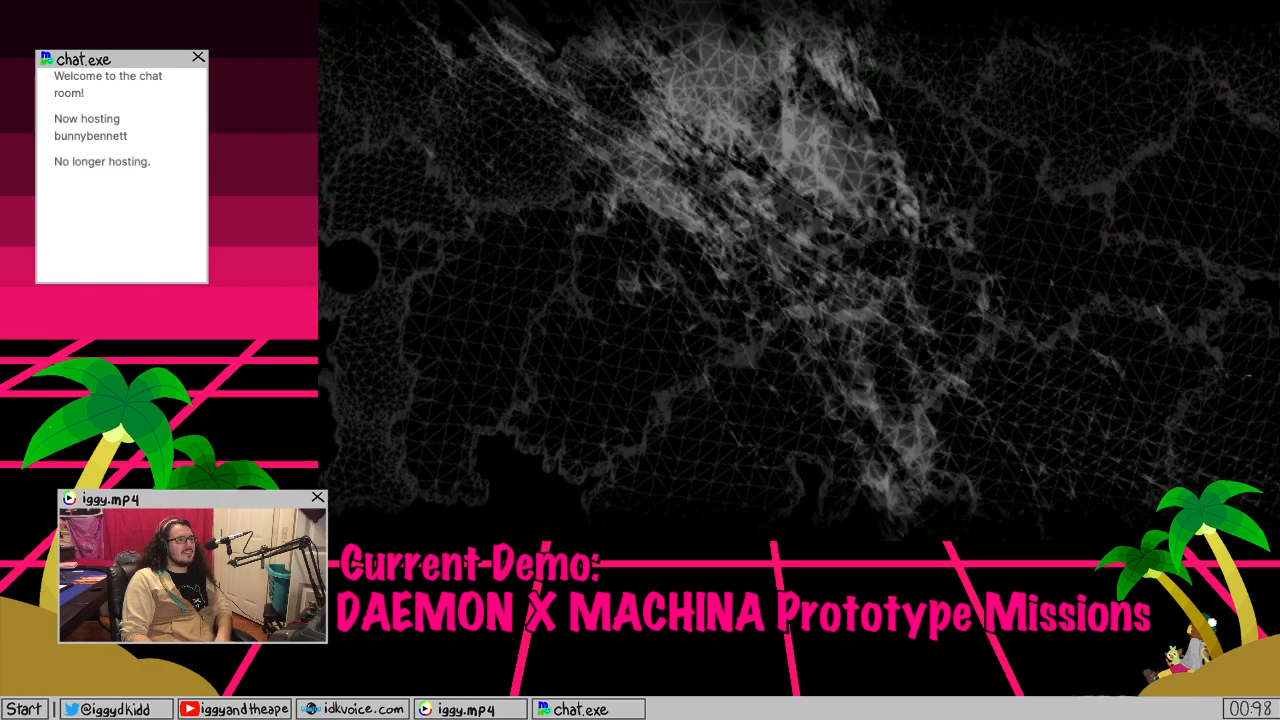 chat.exe
Welcome to the chat
room!
Now hosting
bunnybennett
No longer hosting.
iggy.mp4
Current Demo:
DAEMON X MACHINA Prototype Missions
Start | @iggydkidd iggyandtheape www idkvoice.com iggy.mp4 chat.exe 00:98